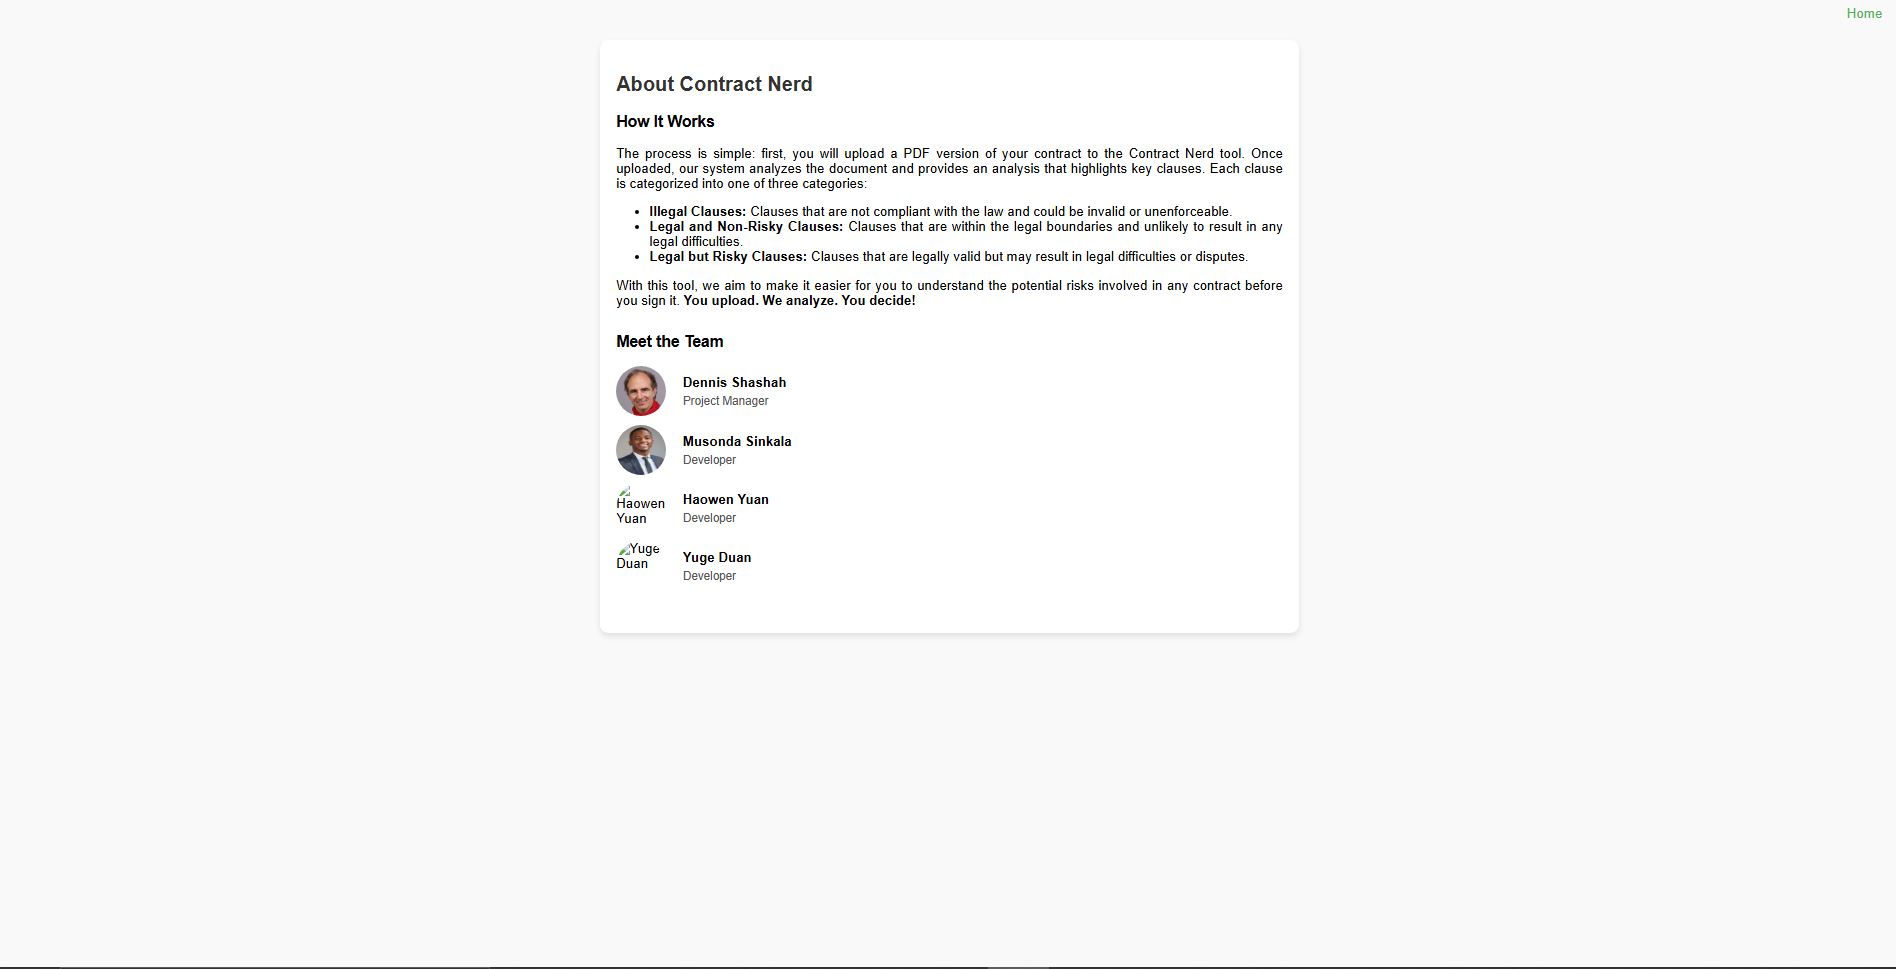 Home
About Contract Nerd
How It Works
The process is simple: first, you will upload a PDF version of your contract to the Contract Nerd tool. Once
uploaded, our system analyzes the document and provides an analysis that highlights key clauses. Each clause
is categorized into one of three categories:
• Illegal Clauses: Clauses that are not compliant with the law and could be invalid or unenforceable.
• Legal and Non-Risky Clauses: Clauses that are within the legal boundaries and unlikely to result in any
legal difficulties.
• Legal but Risky Clauses: Clauses that are legally valid but may result in legal difficulties or disputes.
With this tool, we aim to make it easier for you to understand the potential risks involved in any contract before
you sign it. You upload. We analyze. You decide!
Meet the Team
Dennis Shashah
Project Manager
Musonda Sinkala
Developer
Haowen
Yuan
Haowen Yuan
Developer
Yuge
Duan
Yuge Duan
Developer